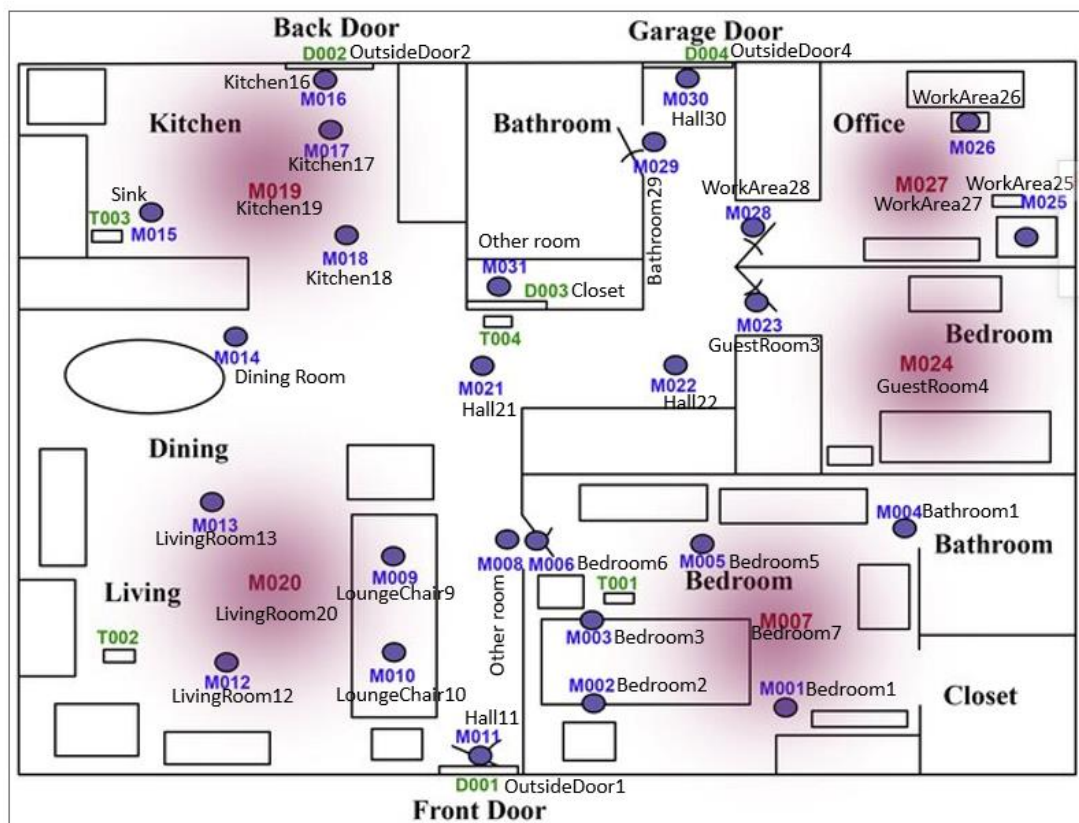 Back Door
Garage Door
D002 OutsideDoor2
D004 OutsideDoor4
Kitchen16
M016
M030
Hall30
WorkArea26
M026
Kitchen
Bathroom
Office
M017
Kitchen17
M029
Bathroom29
M019
Kitchen19
Sink
T003
M015
WorkArea28
M028
M027
WorkArea27
WorkArea25
M025
M018
Kitchen18
Other room
M031
D003 Closet
T004
M023
GuestRoom3
Bedroom
M024
GuestRoom4
M014
Dining Room
M021
Hall21
M022
Hall22
Dining
M013
LivingRoom13
M004 Bathroom1
Bathroom
M008
M006
Bedroom6
M005 Bedroom5
Bedroom
M009
LoungeChair9
M020
LivingRoom20
Living
T001
T002
Other room
M003 Bedroom3
M007
Bedroom7
M012
LivingRoom12
M010
LoungeChair10
M002 Bedroom2
M001 Bedroom1
Closet
Hall11
M011
D001 OutsideDoor1
Front Door